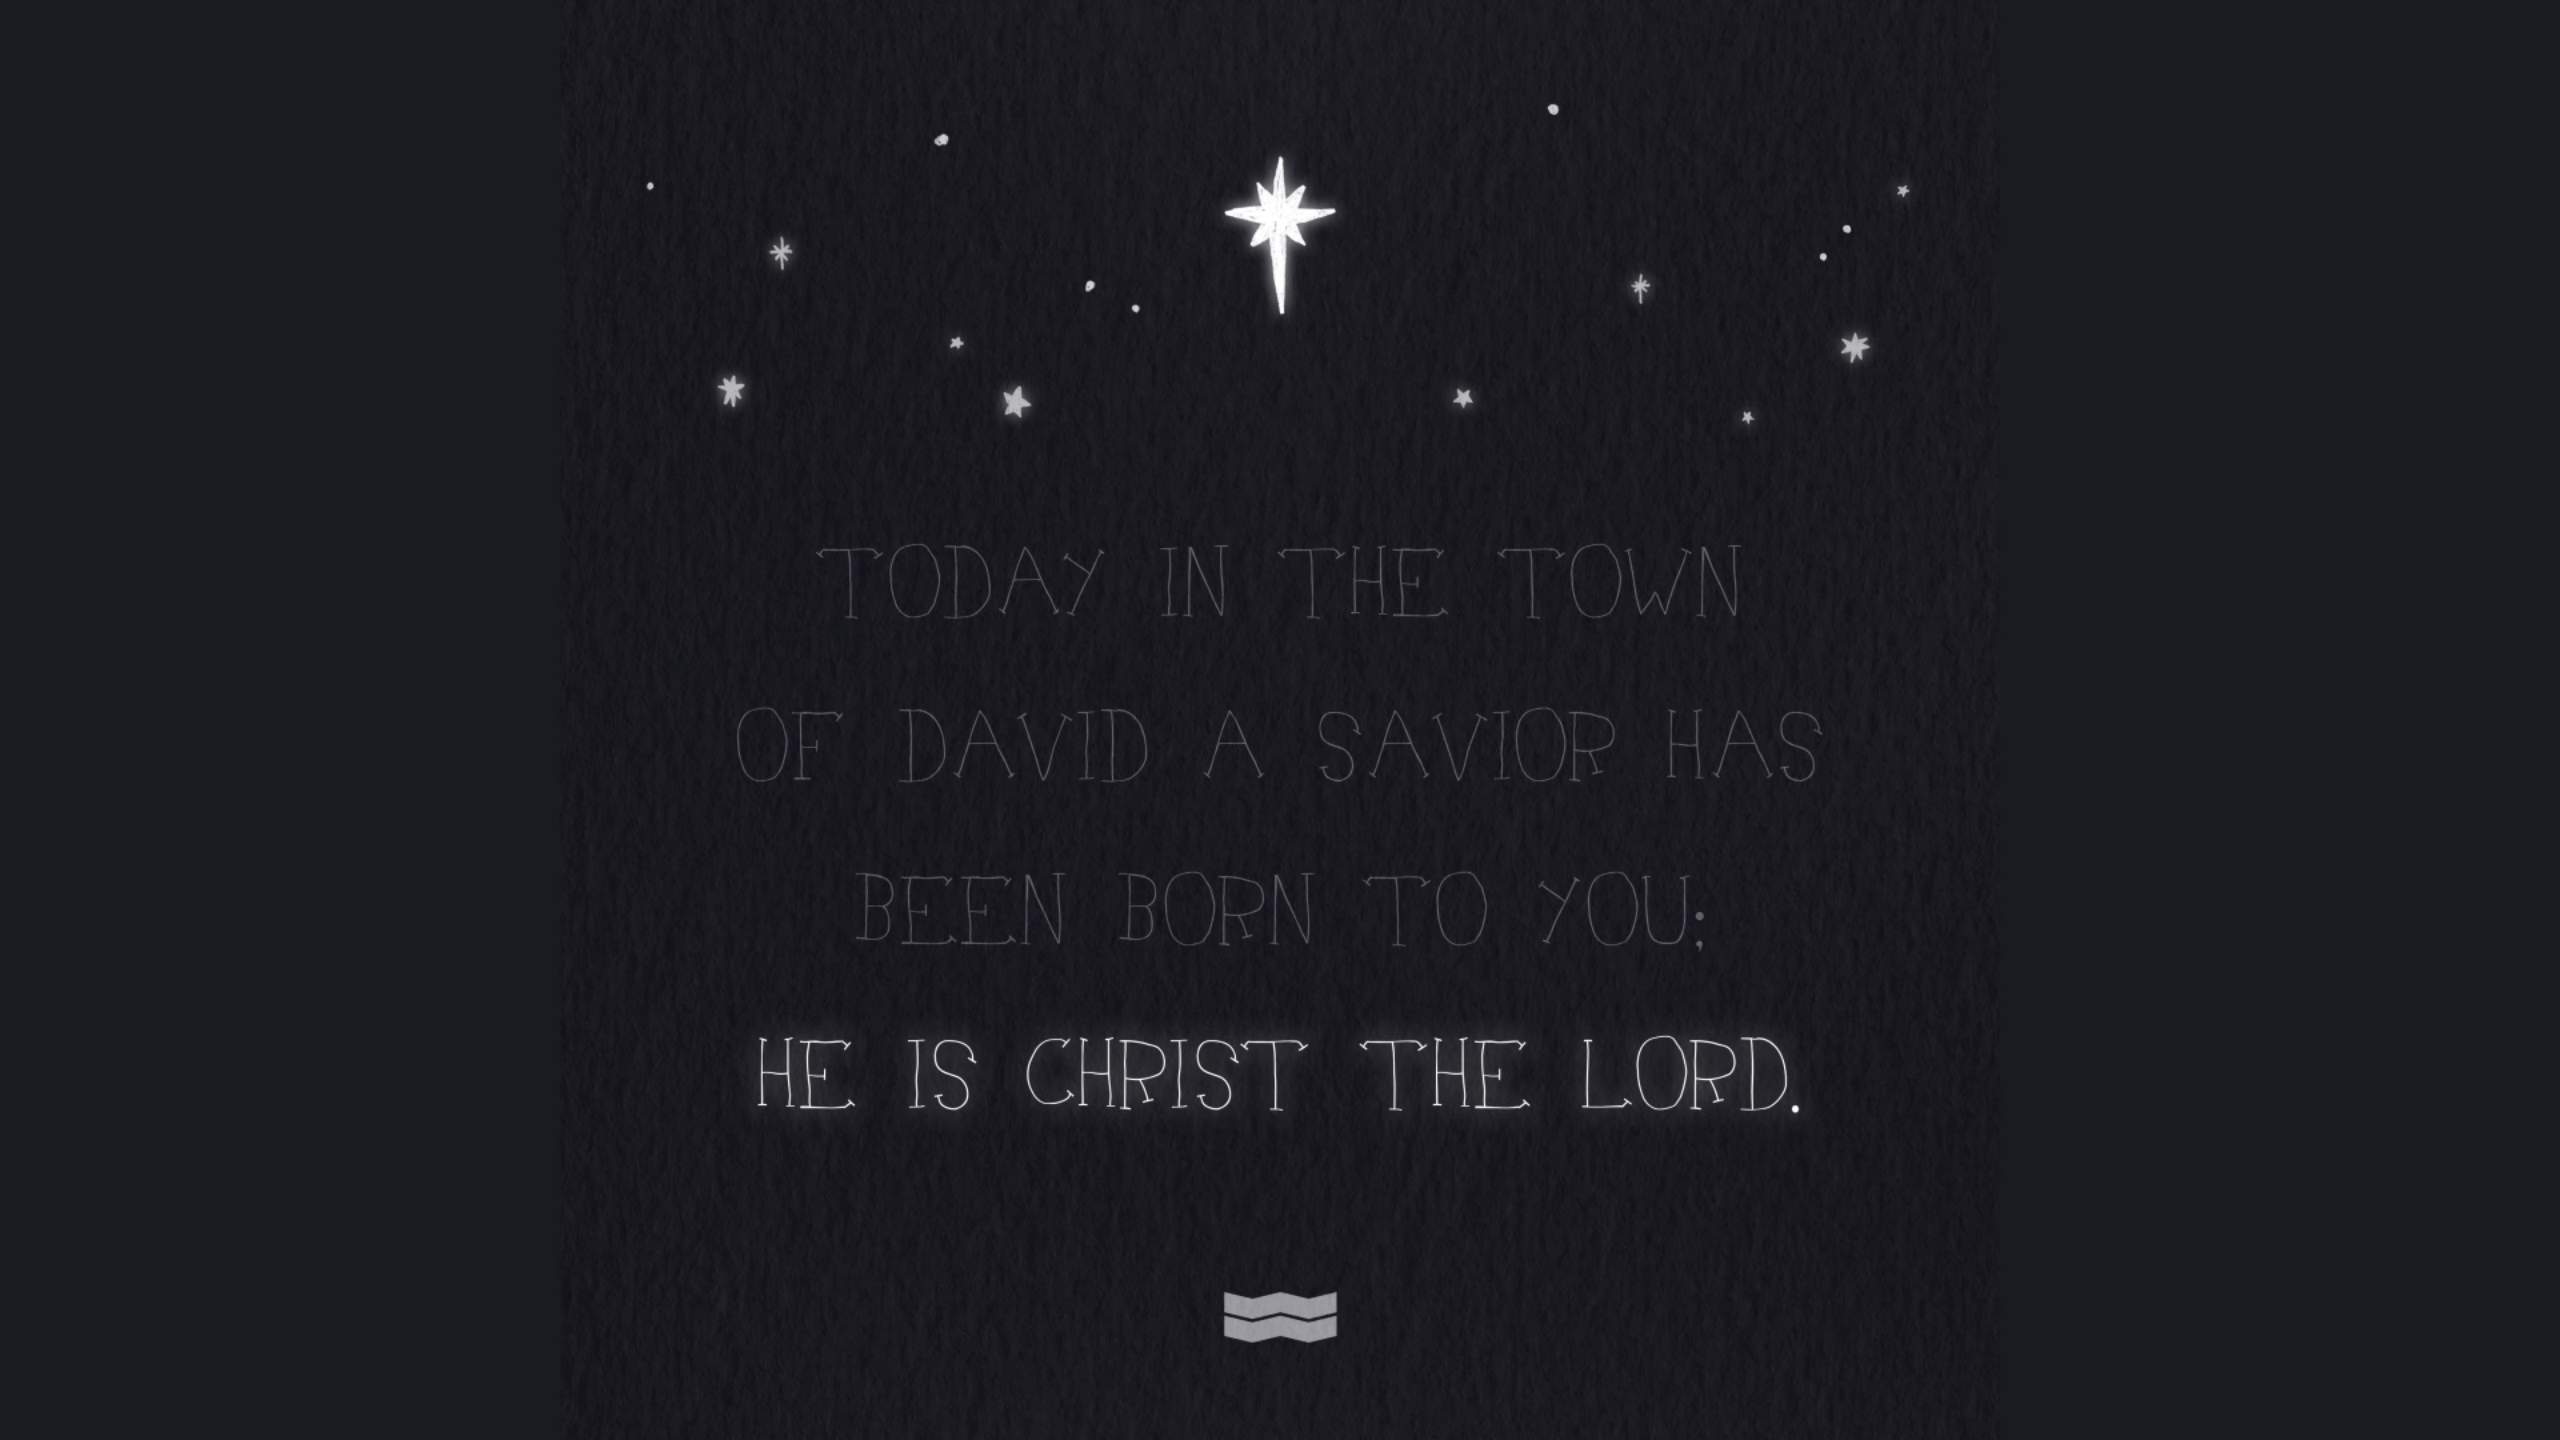 TODAY IN THE TOWN
OF DAVID A SAVIOR HAS
BEEN BORN TO YOU;
HE IS CHRIST THE LORD.